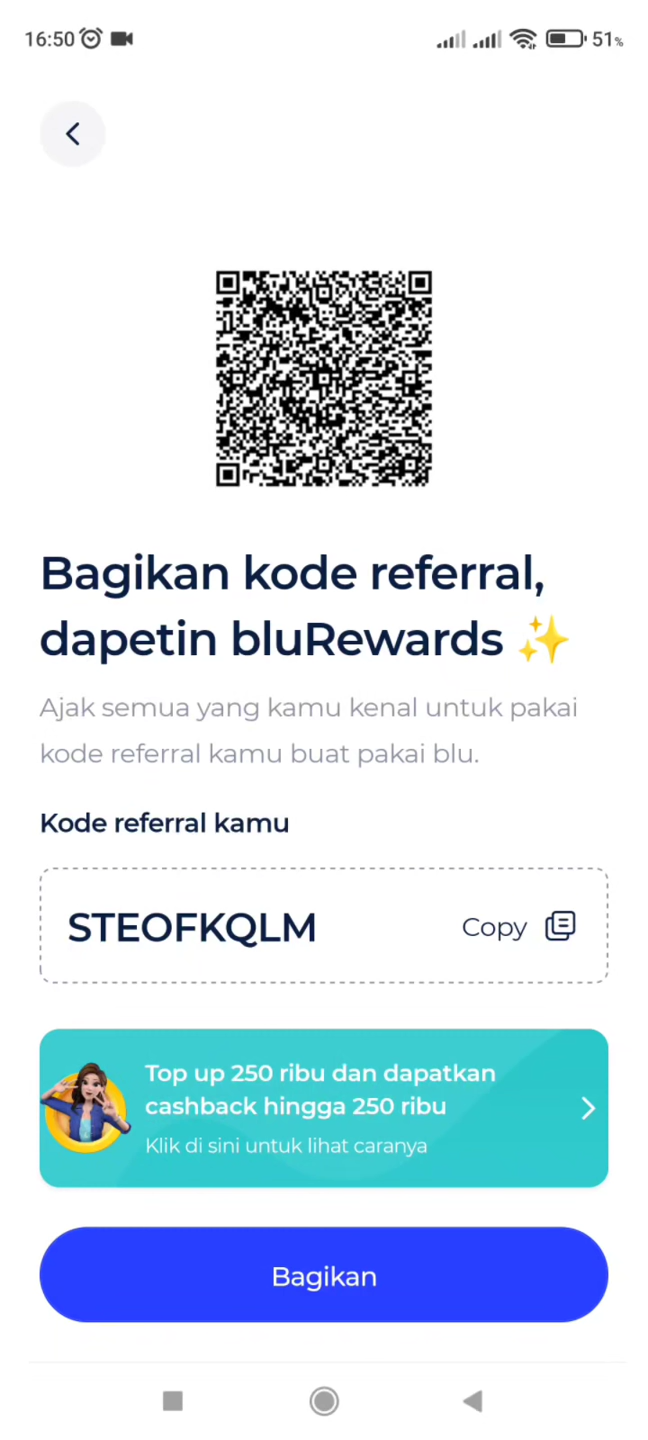 16:50
51%
Bagikan kode referral,
dapetin bluRewards ✨
Ajak semua yang kamu kenal untuk pakai
kode referral kamu buat pakai blu.
Kode referral kamu
STEOFKQLM
Copy
Top up 250 ribu dan dapatkan
cashback hingga 250 ribu
Klik di sini untuk lihat caranya
Bagikan